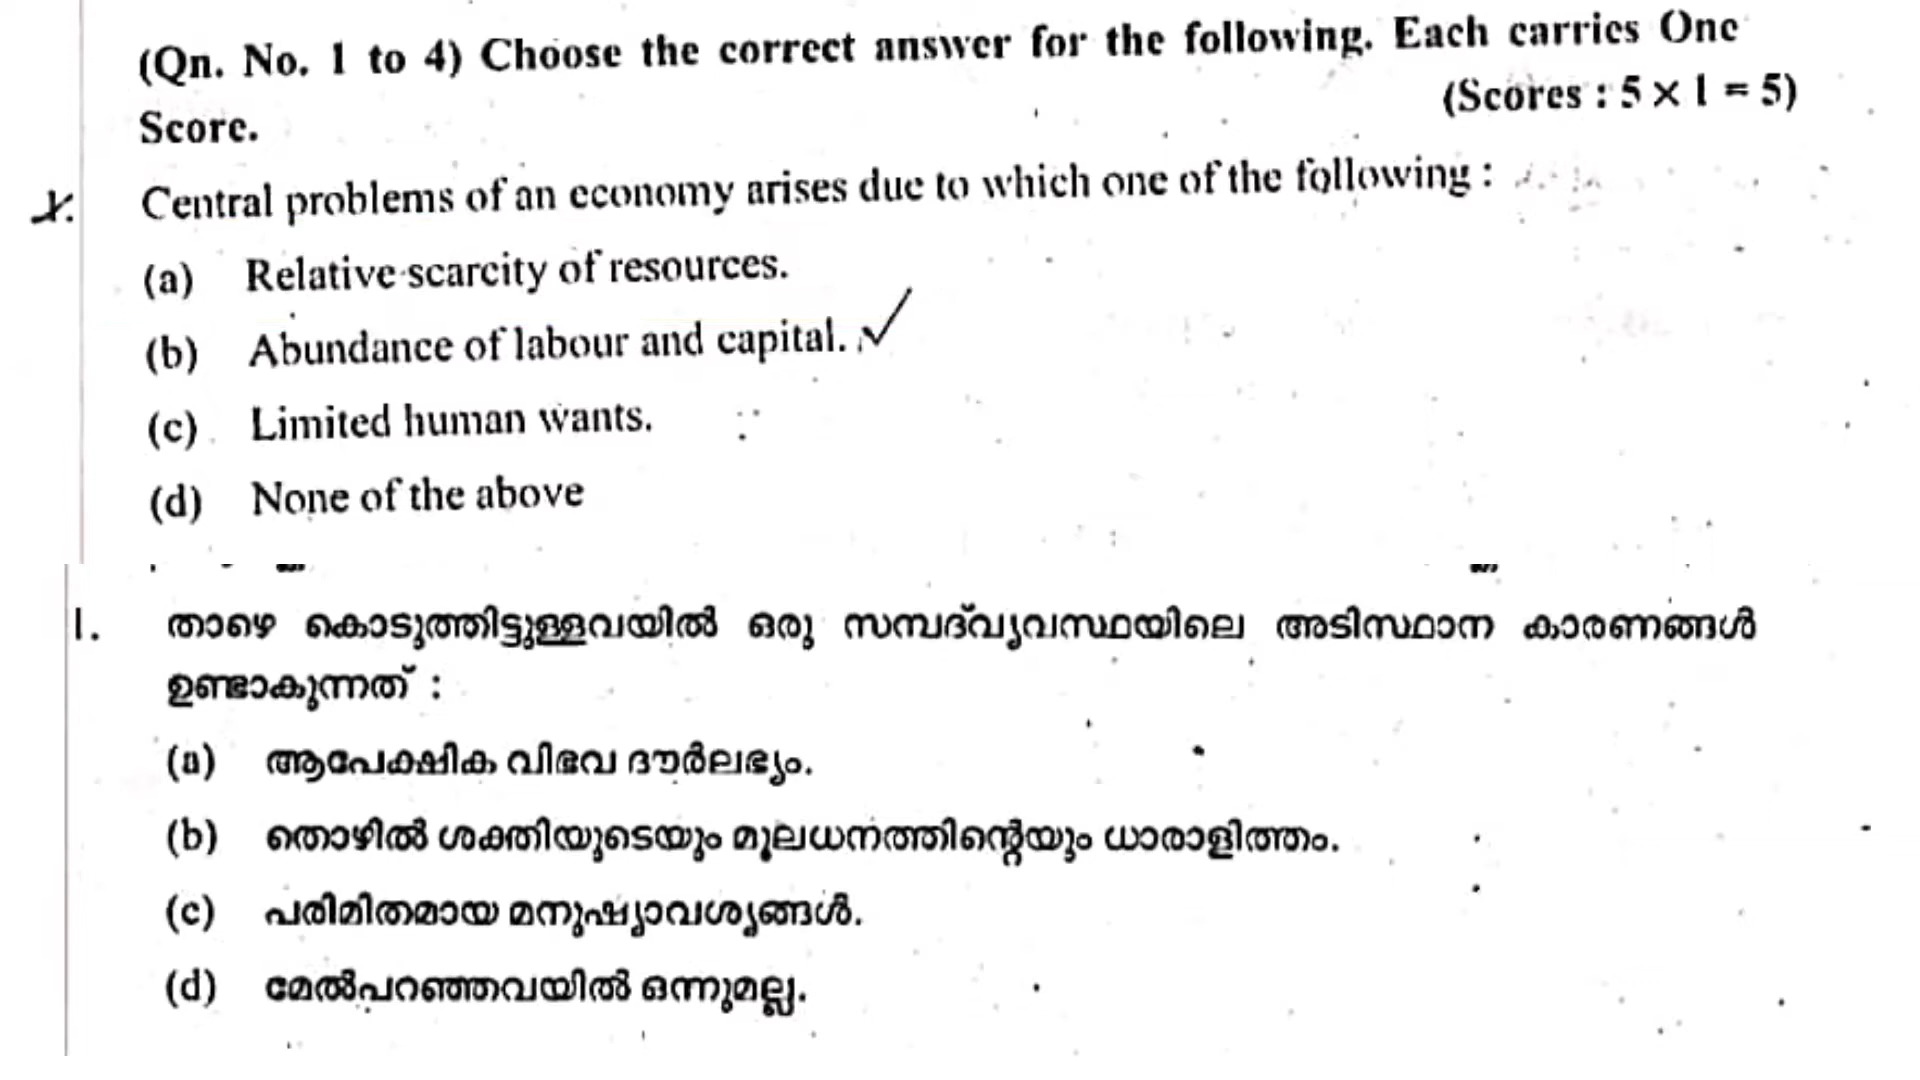 (Qn. No. 1 to 4) Choose the correct answer for the following. Each carries One
Score.
(Scores : 5 × 1 = 5)
1. Central problems of an economy arises due to which one of the following :
(a) Relative scarcity of resources.
(b) Abundance of labour and capital. ✓
(c) Limited human wants.
(d) None of the above
1. താഴെ കൊടുത്തിട്ടുള്ളവയിൽ ഒരു സമ്പദ്‌വ്യവസ്ഥയിലെ അടിസ്ഥാന കാരണങ്ങൾ
ഉണ്ടാകുന്നത് :
(a) ആപേക്ഷിക വിഭവ ദൗർലഭ്യം.
(b) തൊഴിൽ ശക്തിയുടെയും മൂലധനത്തിന്റെയും ധാരാളിത്തം.
(c) പരിമിതമായ മനുഷ്യാവശ്യങ്ങൾ.
(d) മേൽപറഞ്ഞവയിൽ ഒന്നുമല്ല.